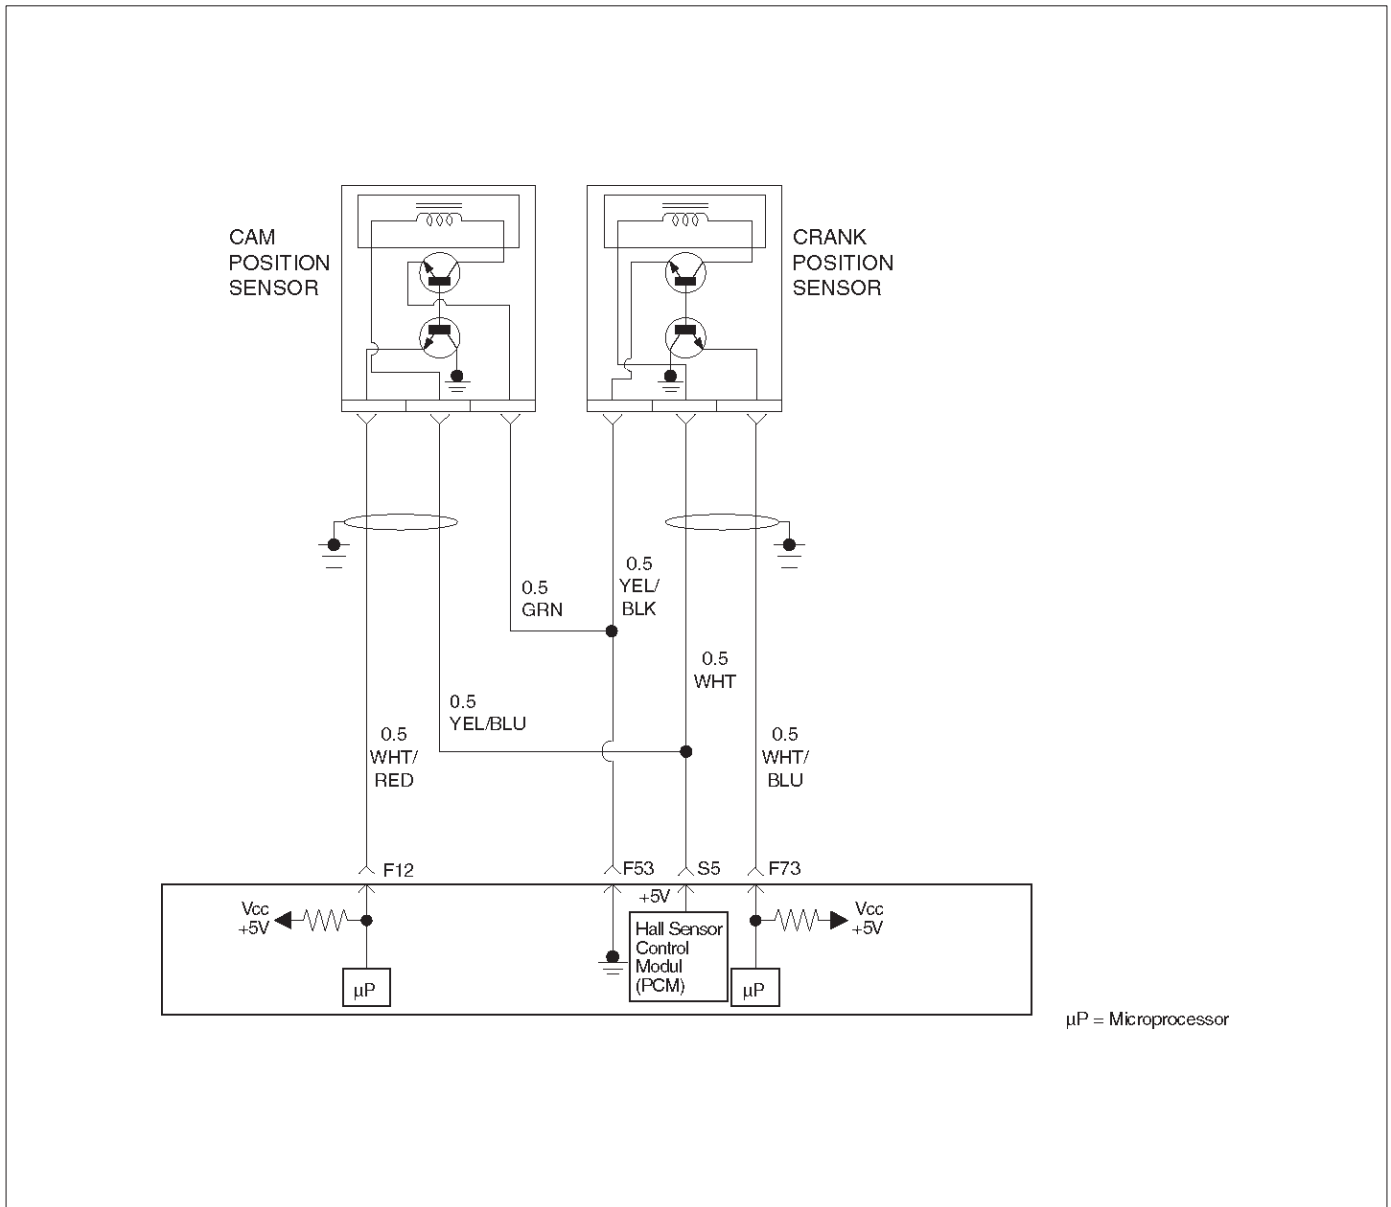 CAM
POSITION
SENSOR
CRANK
POSITION
SENSOR
0.5
GRN
0.5
YEL/
BLK
0.5
WHT
0.5
YEL/BLU
0.5
WHT/
RED
0.5
WHT/
BLU
F12
F53
S5
F73
Vcc
+5V
µP
+5V
Hall Sensor
Control
Modul
(PCM)
µP
Vcc
+5V
µP = Microprocessor